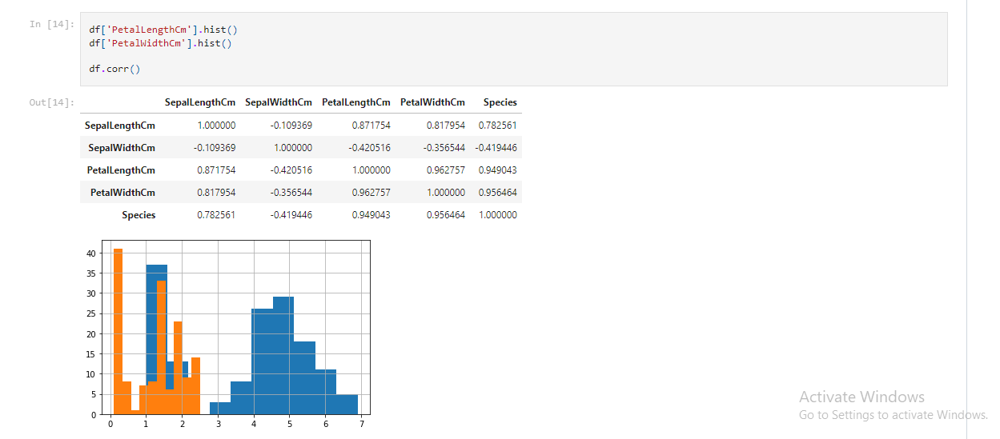 In [14]:
df['PetalLengthCm'].hist()
df['PetalWidthCm'].hist()
df.corr()
Out[14]:
SepalLengthCm SepalWidthCm PetalLengthCm PetalWidthCm Species
SepalLengthCm 1.000000 -0.109369 0.871754 0.817954 0.782561
SepalWidthCm -0.109369 1.000000 -0.420516 -0.356544 -0.419446
PetalLengthCm 0.871754 -0.420516 1.000000 0.962757 0.949043
PetalWidthCm 0.817954 -0.356544 0.962757 1.000000 0.956464
Species 0.782561 -0.419446 0.949043 0.956464 1.000000
40
35
30
25
20
15
10
5
0
0 1 2 3 4 5 6 7
Activate Windows
Go to Settings to activate Windows.